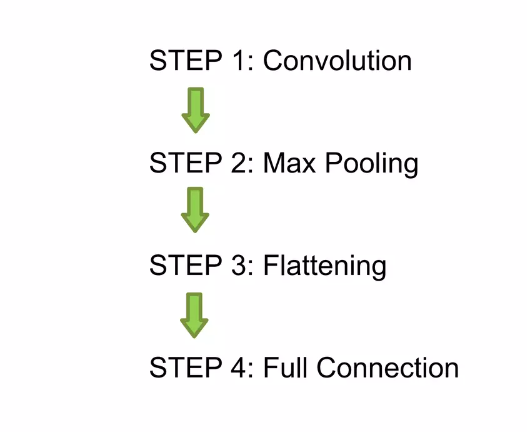 STEP 1: Convolution
STEP 2: Max Pooling
STEP 3: Flattening
STEP 4: Full Connection